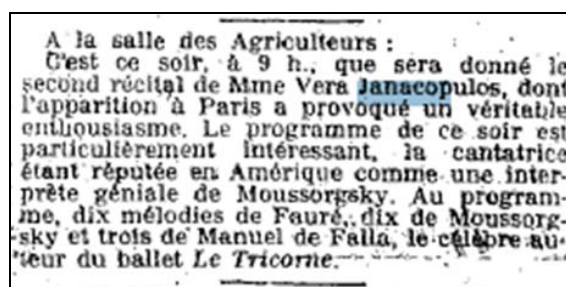 A la salle des Agriculteurs :
C'est ce soir, à 9 h., que sera donné le
second récital de Mme Vera Janacopulos, dont
l'apparition à Paris a provoqué un véritable
enthousiasme. Le programme de ce soir est
particulièrement intéressant, la cantatrice
étant réputée en Amérique comme une inter-
prète géniale de Moussorgsky. Au program-
me, dix mélodies de Fauré, dix de Moussorg-
sky et trois de Manuel de Falla, le célèbre au-
teur du ballet Le Tricorne.